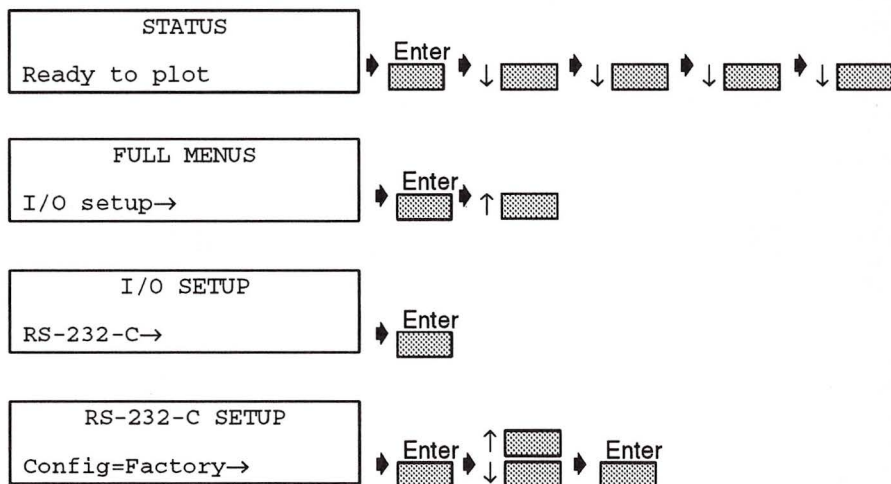 STATUS
Ready to plot
Enter
↓ ↓ ↓ ↓
FULL MENUS
I/O setup→
Enter
↑
I/O SETUP
RS-232-C→
Enter
RS-232-C SETUP
Config=Factory→
Enter
↑
↓
Enter